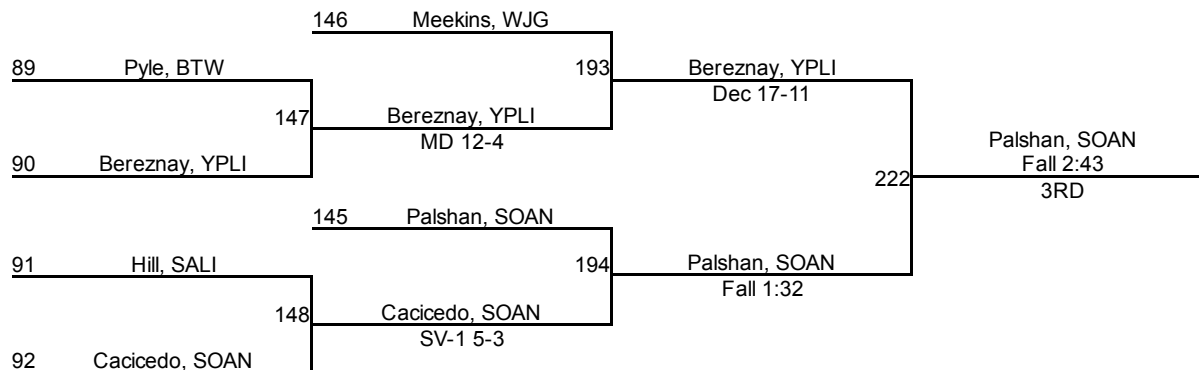 146 Meekins, WJG
89 Pyle, BTW
193 Bereznay, YPLI
Dec 17-11
147 Bereznay, YPLI
MD 12-4
90 Bereznay, YPLI
Palshan, SOAN
Fall 2:43
222
3RD
145 Palshan, SOAN
91 Hill, SALI
194 Palshan, SOAN
Fall 1:32
148 Cacicedo, SOAN
SV-1 5-3
92 Cacicedo, SOAN